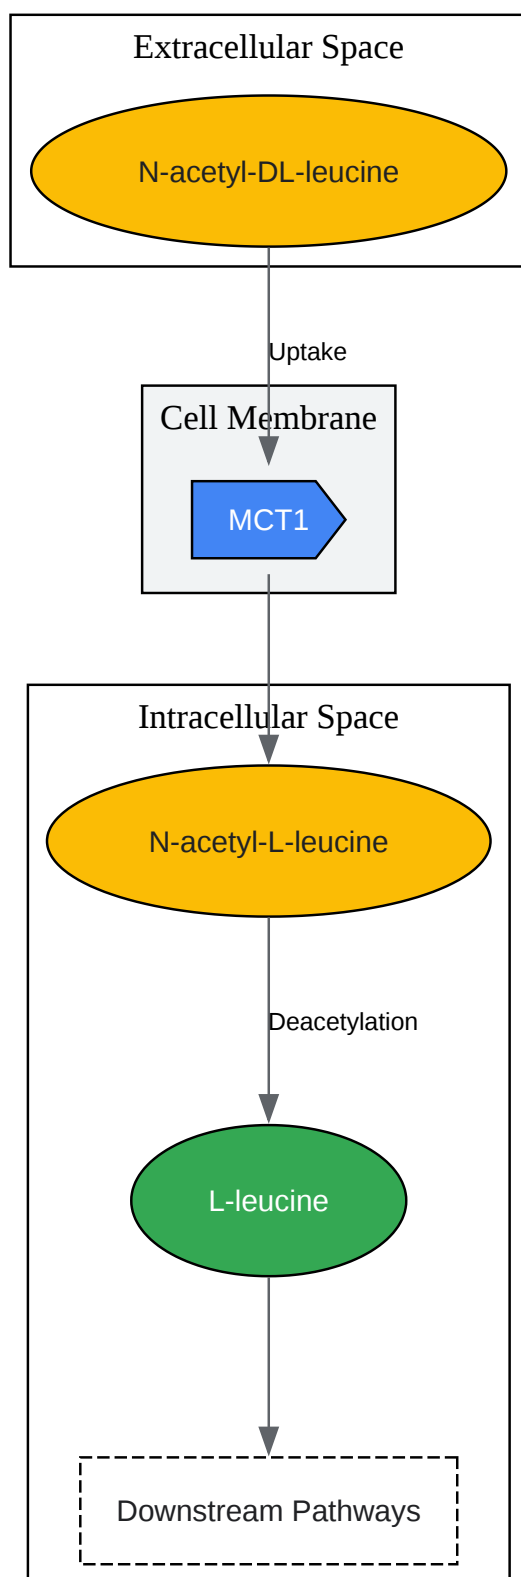 Extracellular Space
N-acetyl-DL-leucine
Uptake
Cell Membrane
MCT1
Intracellular Space
N-acetyl-L-leucine
Deacetylation
L-leucine
Downstream Pathways